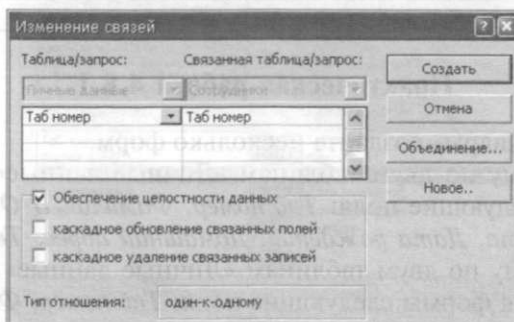 Изменение связей
Таблица/запрос: Связанная таблица/запрос:
Личные данные Сотрудники
Таб номер Таб номер
Создать
Отмена
Объединение...
Новое..
Обеспечение целостности данных
каскадное обновление связанных полей
каскадное удаление связанных записей
Тип отношения: один-к-одному